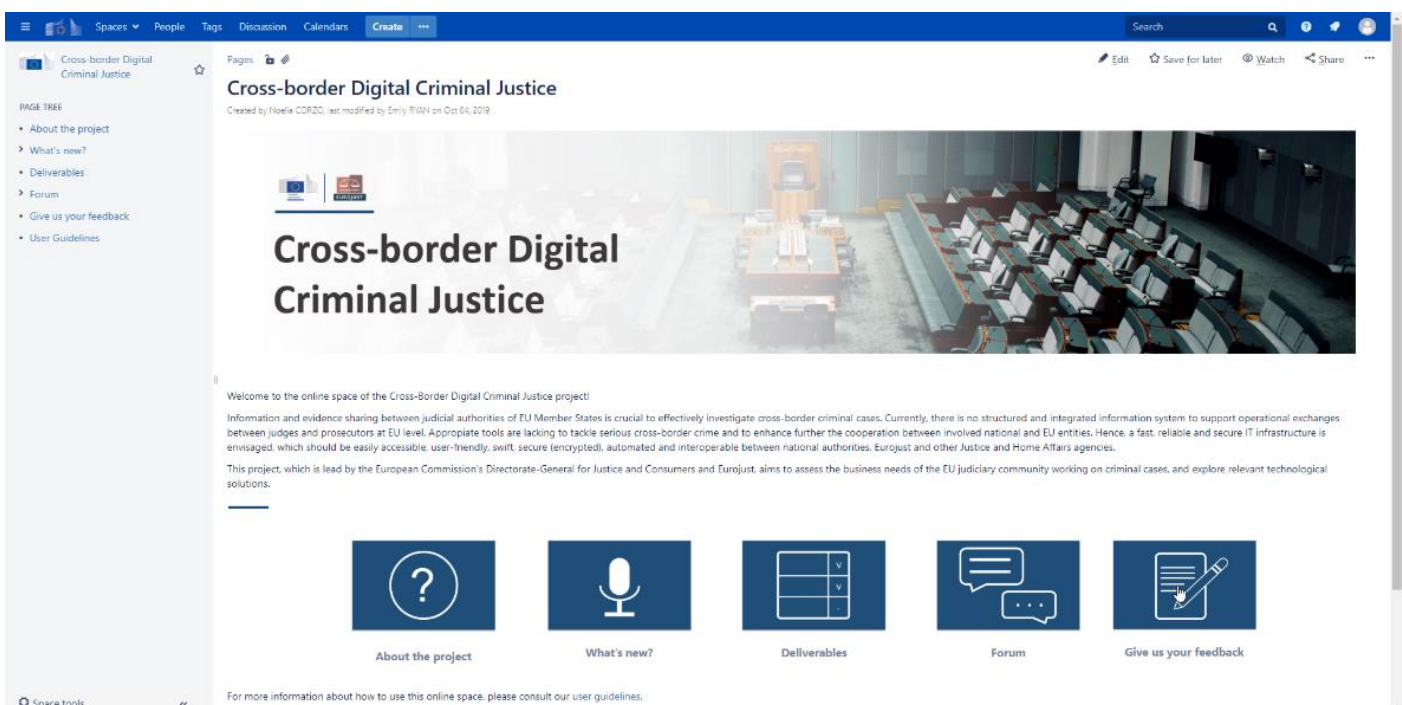 Spaces People Tags Discussion Calendars Create ... Search
Cross-border Digital
Criminal Justice
PAGE TREE
About the project
What's new?
Deliverables
Forum
Give us your feedback
User Guidelines
Space tools
Pages
Edit Save for later Watch Share ...
Cross-border Digital Criminal Justice
Created by Noelia CORZO, last modified by Emily RYAN on Oct 04, 2019
EUROJUST
Cross-border Digital
Criminal Justice
Welcome to the online space of the Cross-Border Digital Criminal Justice project!
Information and evidence sharing between judicial authorities of EU Member States is crucial to effectively investigate cross-border criminal cases. Currently, there is no structured and integrated information system to support operational exchanges
between judges and prosecutors at EU level. Appropiate tools are lacking to tackle serious cross-border crime and to enhance further the cooperation between involved national and EU entities. Hence, a fast, reliable and secure IT infrastructure is
envisaged, which should be easily accessible, user-friendly, swift, secure (encrypted), automated and interoperable between national authorities, Eurojust and other Justice and Home Affairs agencies.
This project, which is lead by the European Commission's Directorate-General for Justice and Consumers and Eurojust, aims to assess the business needs of the EU judiciary community working on criminal cases, and explore relevant technological
solutions.
About the project
What's new?
Deliverables
Forum
Give us your feedback
For more information about how to use this online space, please consult our user guidelines.